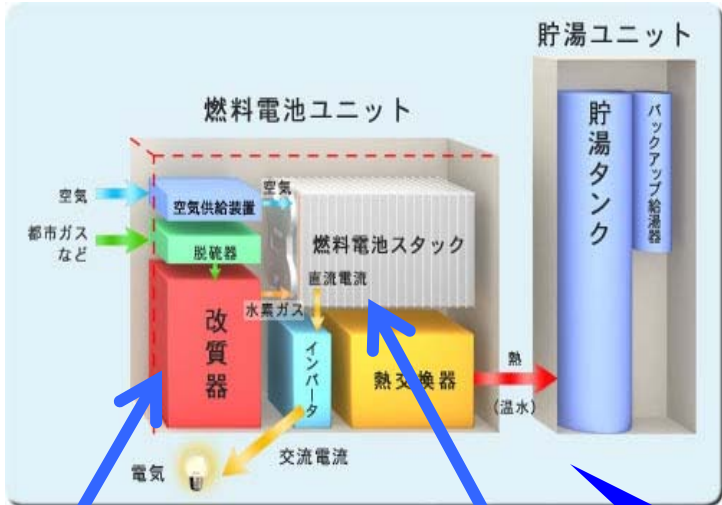 貯湯ユニット
燃料電池ユニット
空気
空気供給装置
空気
都市ガス
など
脱硫器
燃料電池スタック
直流電流
水素ガス
改質器
インバータ
熱交換器
熱
(温水)
貯湯タンク
バックアップ給湯器
交流電流
電気